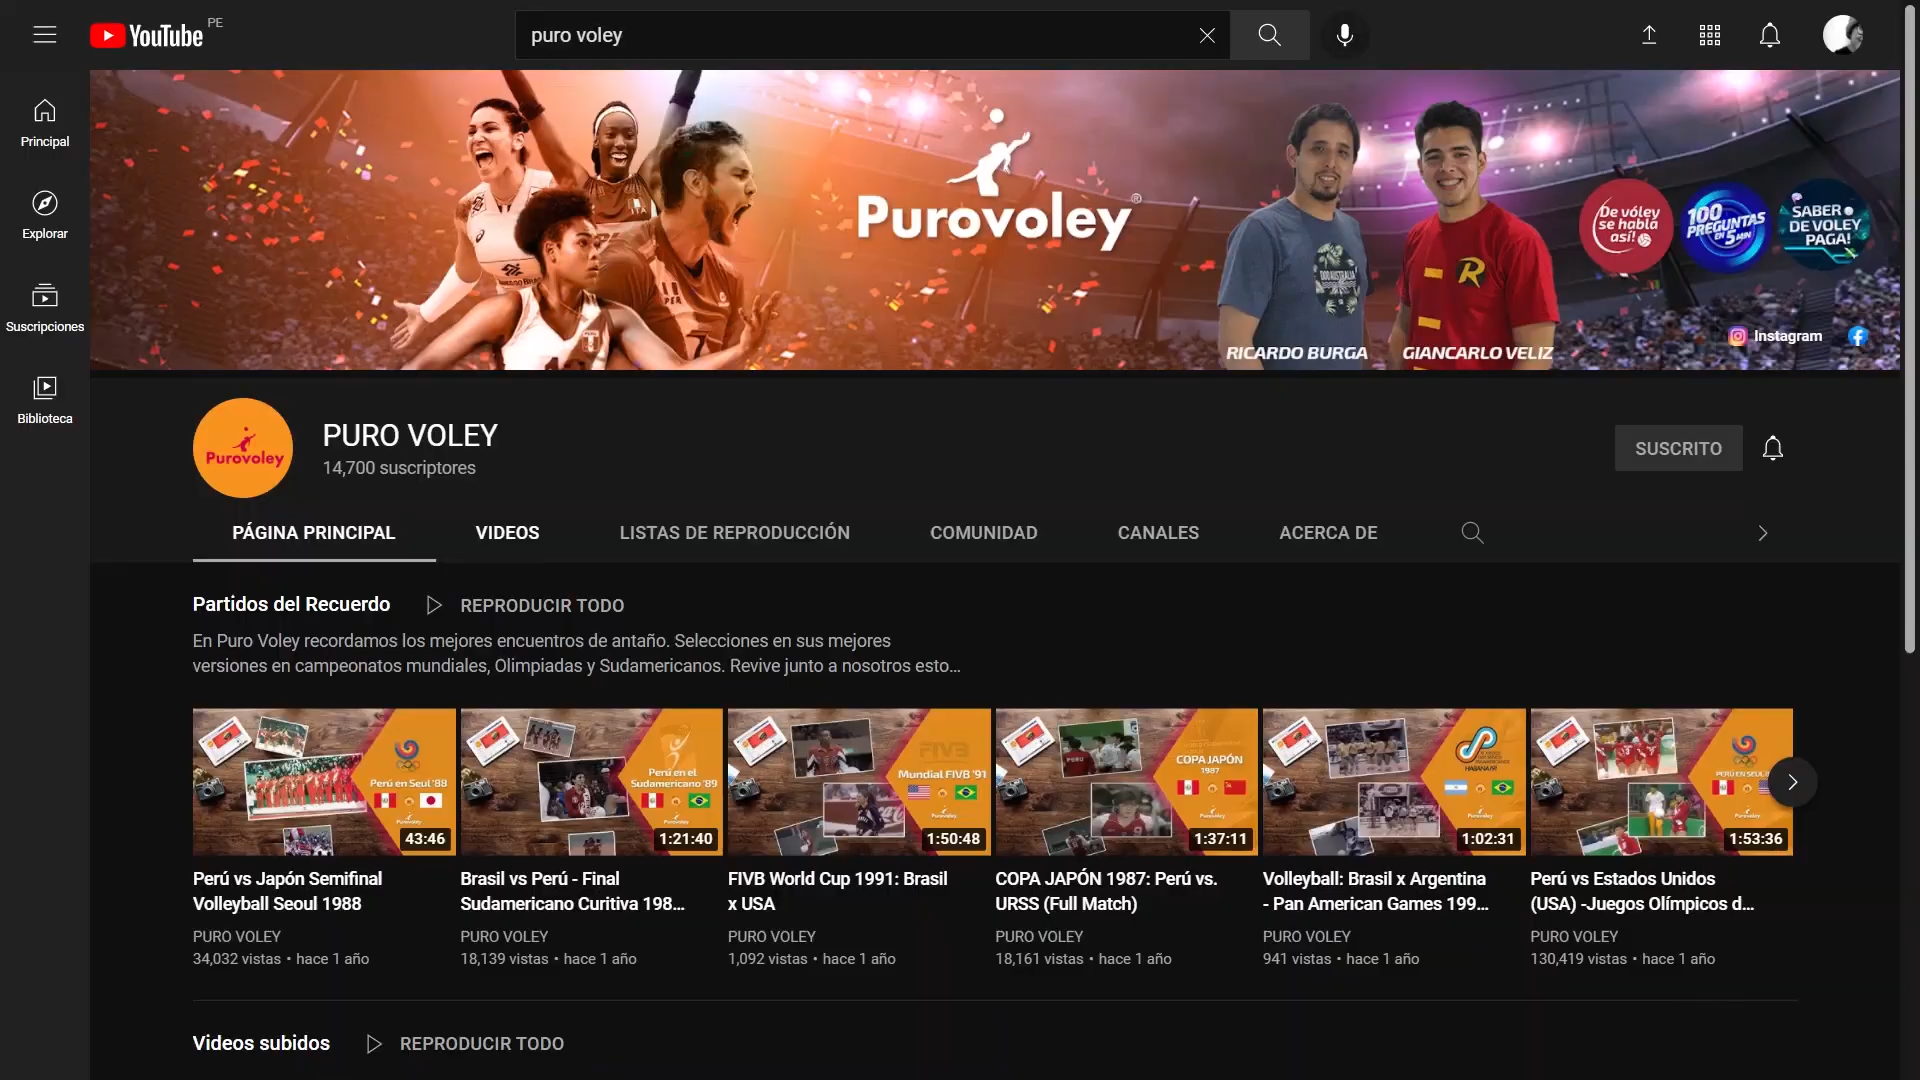 YouTube PE
puro voley
Principal
Explorar
Suscripciones
Biblioteca
Purovoley®
RICARDO BURGA
GIANCARLO VELIZ
De vóley
se habla
así!
100
PREGUNTAS
EN 5 MIN
SABER
DE VOLEY
PAGA!
Instagram
Purovoley
PURO VOLEY
14,700 suscriptores
SUSCRITO
PÁGINA PRINCIPAL
VIDEOS
LISTAS DE REPRODUCCIÓN
COMUNIDAD
CANALES
ACERCA DE
Partidos del Recuerdo
REPRODUCIR TODO
En Puro Voley recordamos los mejores encuentros de antaño. Selecciones en sus mejores
versiones en campeonatos mundiales, Olimpiadas y Sudamericanos. Revive junto a nosotros esto...
Perú en Seul '88
43:46
Perú vs Japón Semifinal
Volleyball Seoul 1988
PURO VOLEY
34,032 vistas • hace 1 año
Perú en el
Sudamericano '89
1:21:40
Brasil vs Perú - Final
Sudamericano Curitiva 198...
PURO VOLEY
18,139 vistas • hace 1 año
FIVB
Mundial FIVB '91
1:50:48
FIVB World Cup 1991: Brasil
x USA
PURO VOLEY
1,092 vistas • hace 1 año
COPA JAPÓN
1987
1:37:11
COPA JAPÓN 1987: Perú vs.
URSS (Full Match)
PURO VOLEY
18,161 vistas • hace 1 año
1:02:31
Volleyball: Brasil x Argentina
- Pan American Games 199...
PURO VOLEY
941 vistas • hace 1 año
PERÚ EN SEUL
1:53:36
Perú vs Estados Unidos
(USA) -Juegos Olímpicos d...
PURO VOLEY
130,419 vistas • hace 1 año
Videos subidos
REPRODUCIR TODO